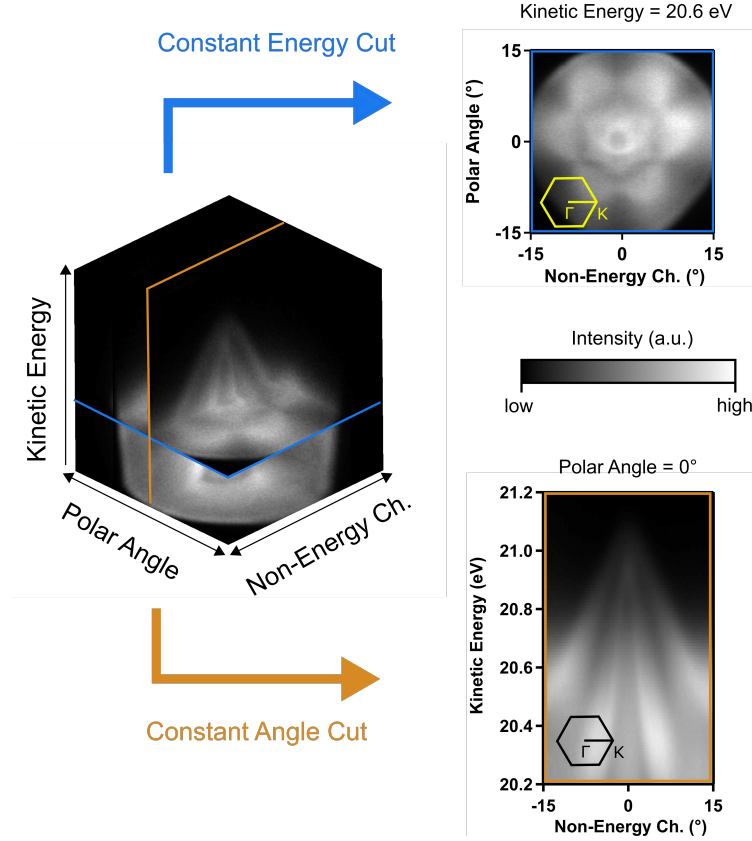 Kinetic Energy = 20.6 eV
Constant Energy Cut
15
0
-15
Polar Angle (°)
Γ K
-15 0 15
Non-Energy Ch. (°)
Kinetic Energy
Polar Angle
Non-Energy Ch.
Intensity (a.u.)
low high
Constant Angle Cut
Polar Angle = 0°
21.2
21.0
20.8
20.6
20.4
20.2
Kinetic Energy (eV)
Γ K
-15 0 15
Non-Energy Ch. (°)